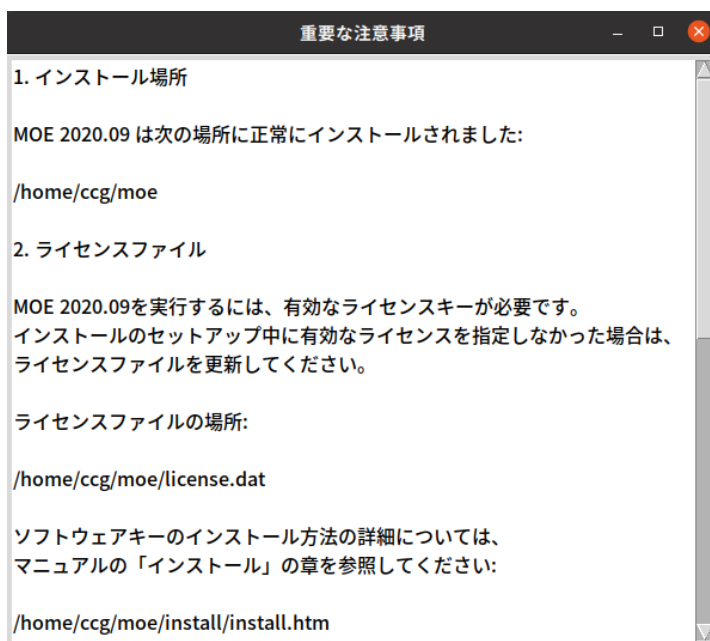 重要な注意事項
1. インストール場所
MOE 2020.09 は次の場所に正常にインストールされました:
/home/ccg/moe
2. ライセンスファイル
MOE 2020.09を実行するには、有効なライセンスキーが必要です。
インストールのセットアップ中に有効なライセンスを指定しなかった場合は、
ライセンスファイルを更新してください。
ライセンスファイルの場所:
/home/ccg/moe/license.dat
ソフトウェアキーのインストール方法の詳細については、
マニュアルの「インストール」の章を参照してください:
/home/ccg/moe/install/install.htm